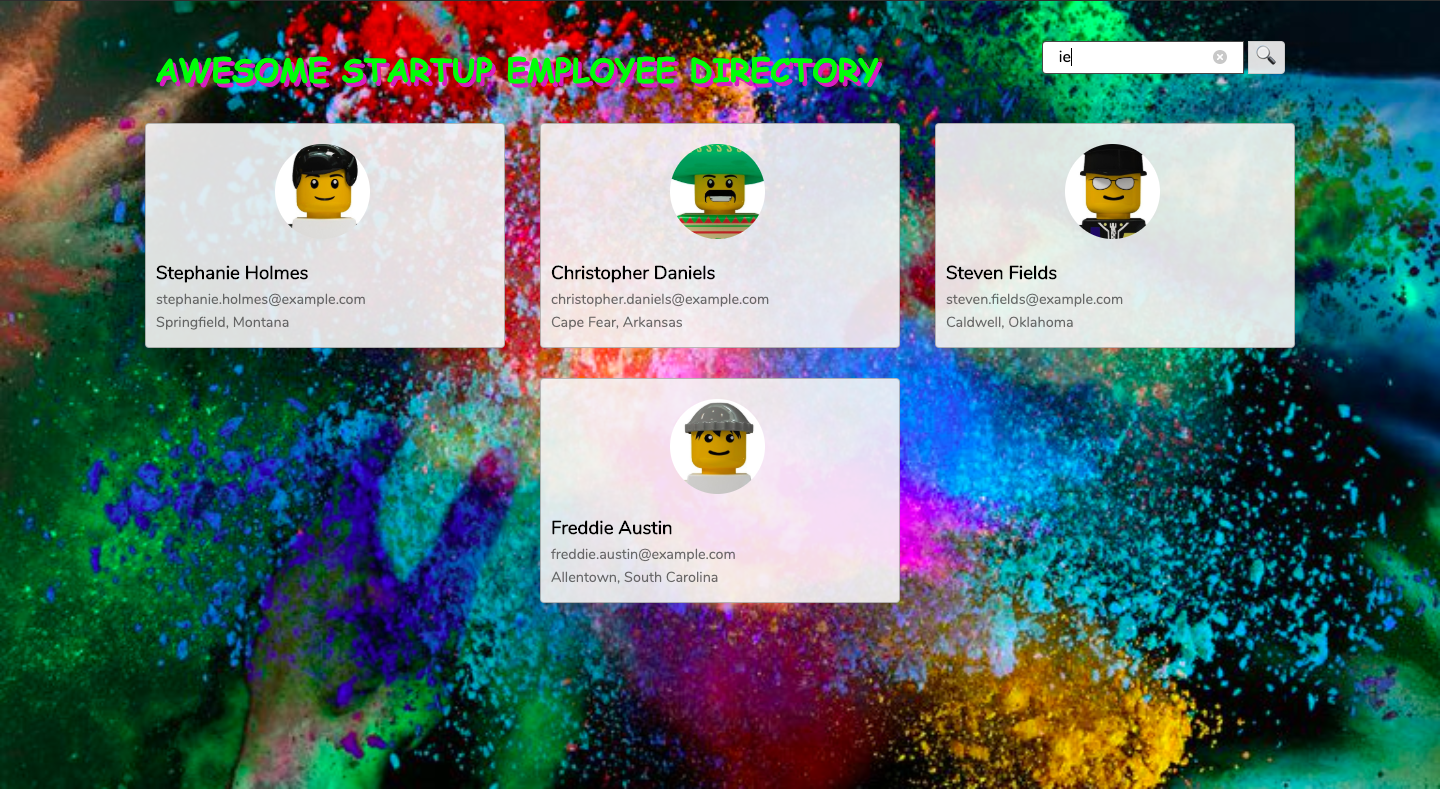 AWESOME STARTUP EMPLOYEE DIRECTORY
ie
Stephanie Holmes
stephanie.holmes@example.com
Springfield, Montana
Christopher Daniels
christopher.daniels@example.com
Cape Fear, Arkansas
Steven Fields
steven.fields@example.com
Caldwell, Oklahoma
Freddie Austin
freddie.austin@example.com
Allentown, South Carolina